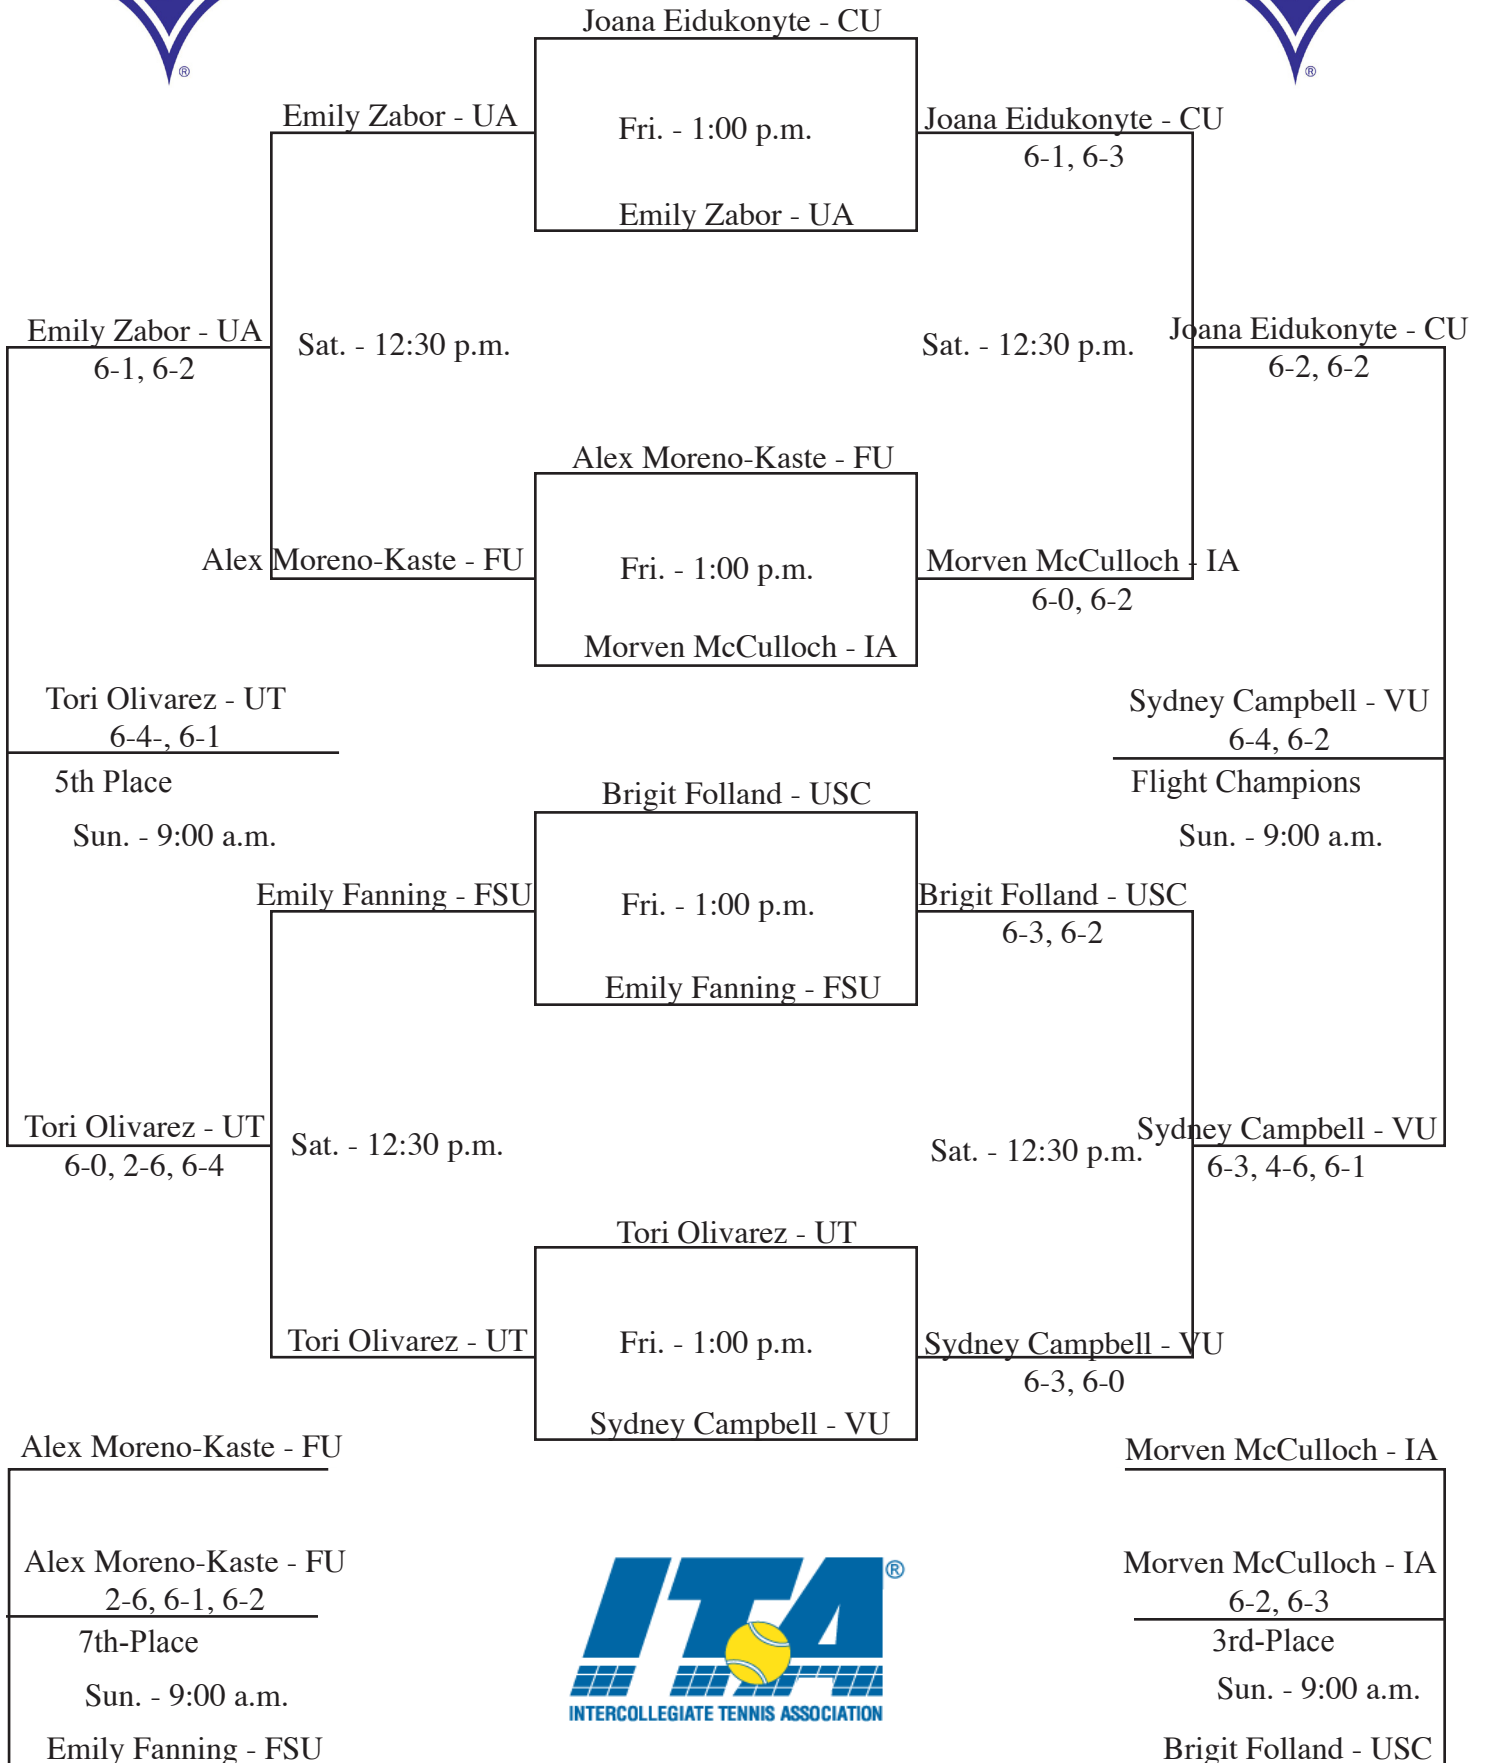 Joana Eidukonyte - CU
®
®
Emily Zabor - UA
Fri. - 1:00 p.m.
Joana Eidukonyte - CU
6-1, 6-3
Emily Zabor - UA
Emily Zabor - UA
6-1, 6-2
Sat. - 12:30 p.m.
Sat. - 12:30 p.m.
Joana Eidukonyte - CU
6-2, 6-2
Alex Moreno-Kaste - FU
Alex Moreno-Kaste - FU
Fri. - 1:00 p.m.
Morven McCulloch - IA
6-0, 6-2
Morven McCulloch - IA
Tori Olivarez - UT
6-4-, 6-1
5th Place
Sun. - 9:00 a.m.
Sydney Campbell - VU
6-4, 6-2
Flight Champions
Sun. - 9:00 a.m.
Brigit Folland - USC
Emily Fanning - FSU
Fri. - 1:00 p.m.
Brigit Folland - USC
6-3, 6-2
Emily Fanning - FSU
Tori Olivarez - UT
6-0, 2-6, 6-4
Sat. - 12:30 p.m.
Sat. - 12:30 p.m.
Sydney Campbell - VU
6-3, 4-6, 6-1
Tori Olivarez - UT
Tori Olivarez - UT
Fri. - 1:00 p.m.
Sydney Campbell - VU
6-3, 6-0
Sydney Campbell - VU
Alex Moreno-Kaste - FU
Alex Moreno-Kaste - FU
2-6, 6-1, 6-2
7th-Place
Sun. - 9:00 a.m.
Emily Fanning - FSU
ITA®
INTERCOLLEGIATE TENNIS ASSOCIATION
Morven McCulloch - IA
Morven McCulloch - IA
6-2, 6-3
3rd-Place
Sun. - 9:00 a.m.
Brigit Folland - USC